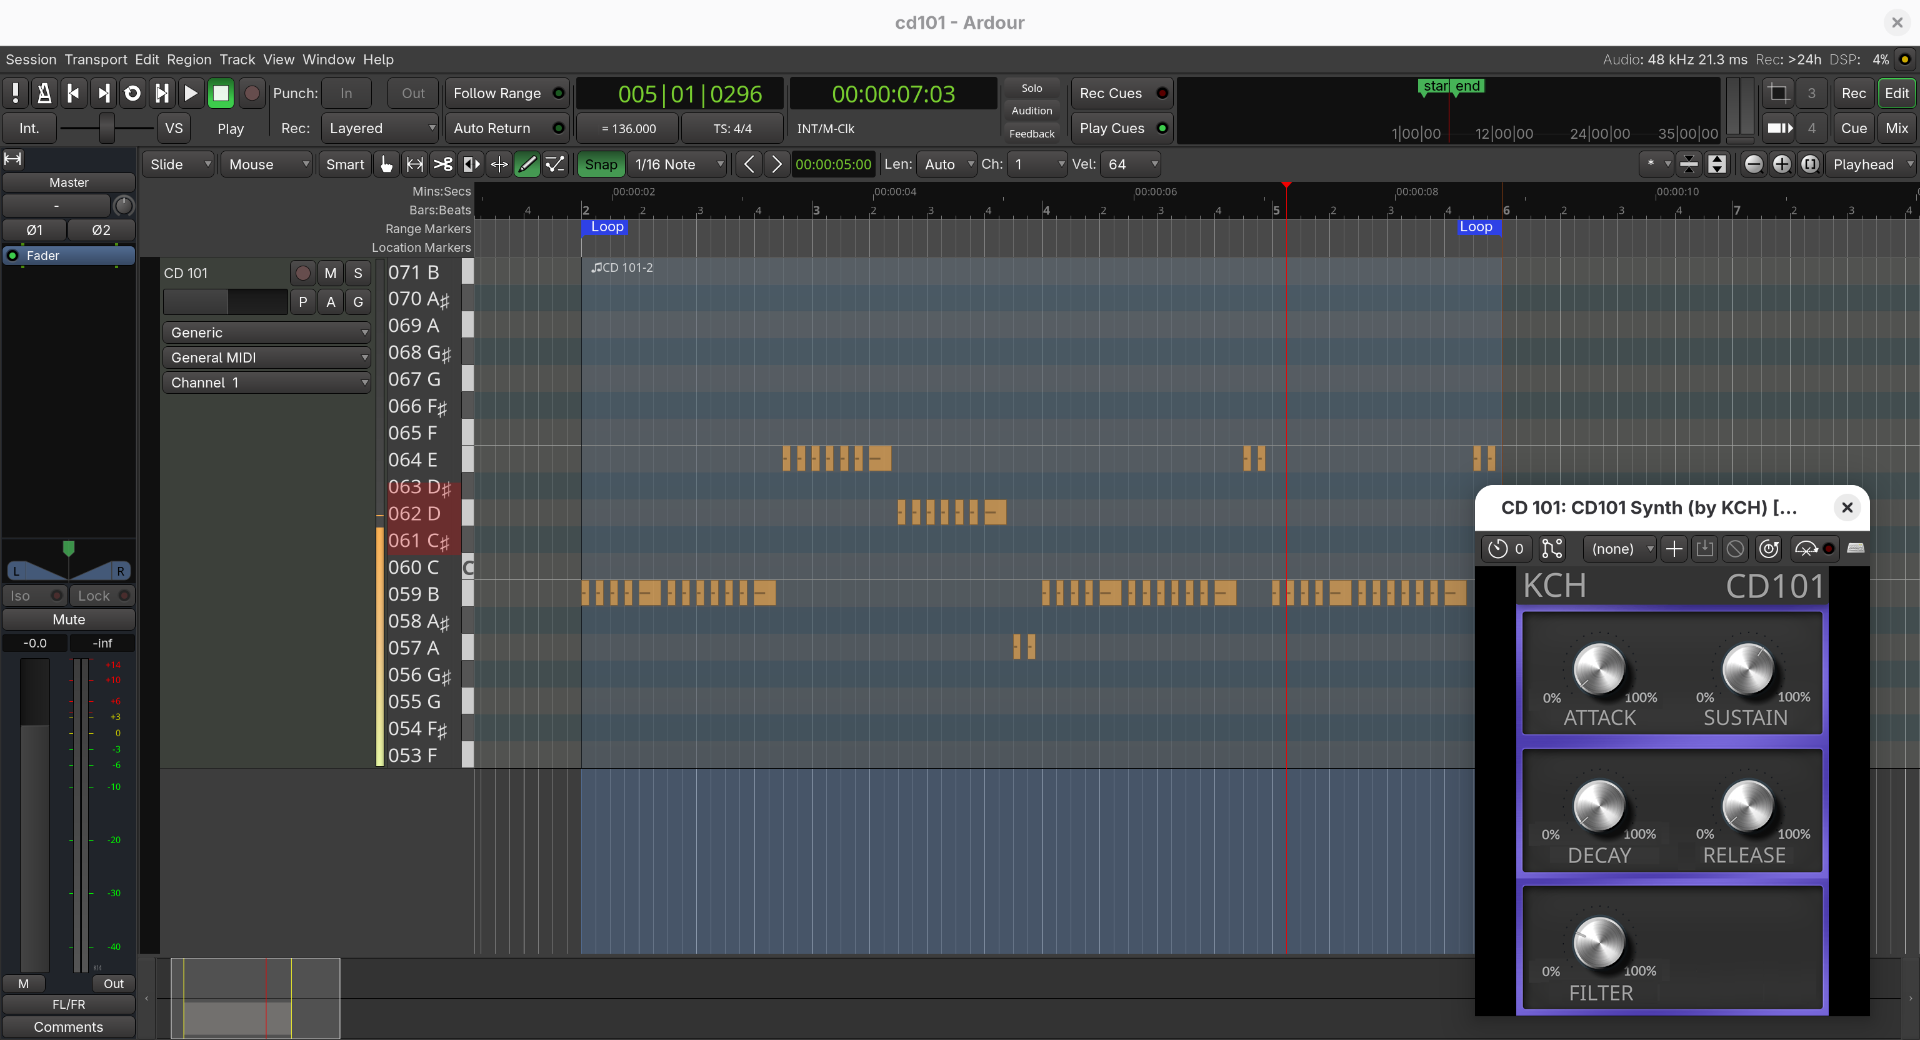 cd101 - Ardour
Session Transport Edit Region Track View Window Help
Audio: 48 kHz 21.3 ms Rec: >24h DSP: 4%
Punch: In Out Follow Range
005|01|0296
00:00:07:03
Solo
Audition
Feedback
Rec Cues
Play Cues
star end
1|00|00 12|00|00 24|00|00 35|00|00
3 Rec Edit
4 Cue Mix
Int. VS Play Rec: Layered Auto Return
= 136.000 TS: 4/4 INT/M-Clk
Slide Mouse Smart Snap 1/16 Note 00:00:05:00 Len: Auto Ch: 1 Vel: 64 * Playhead
Master
-
Ø1 Ø2
Fader
L R
Iso Lock
Mute
-0.0 -inf
+14
+10
+6
+3
0
-3
-6
-10
-20
-30
-40
M Out
FL/FR
Comments
Mins:Secs 00:00:02 00:00:04 00:00:06 00:00:08 00:00:10
Bars:Beats 4 2 2 3 4 3 2 3 4 4 2 3 4 5 2 3 4 6 2 3 4 7 2 3 4
Range Markers Loop Loop
Location Markers
CD 101 M S
P A G
Generic
General MIDI
Channel 1
♫CD 101-2
071 B
070 A♯
069 A
068 G♯
067 G
066 F♯
065 F
064 E
063 D♯
062 D
061 C♯
060 C C
059 B
058 A♯
057 A
056 G♯
055 G
054 F♯
053 F
CD 101: CD101 Synth (by KCH) [...
0 (none)
KCH CD101
0% 100% 0% 100%
ATTACK SUSTAIN
0% 100% 0% 100%
DECAY RELEASE
0% 100%
FILTER